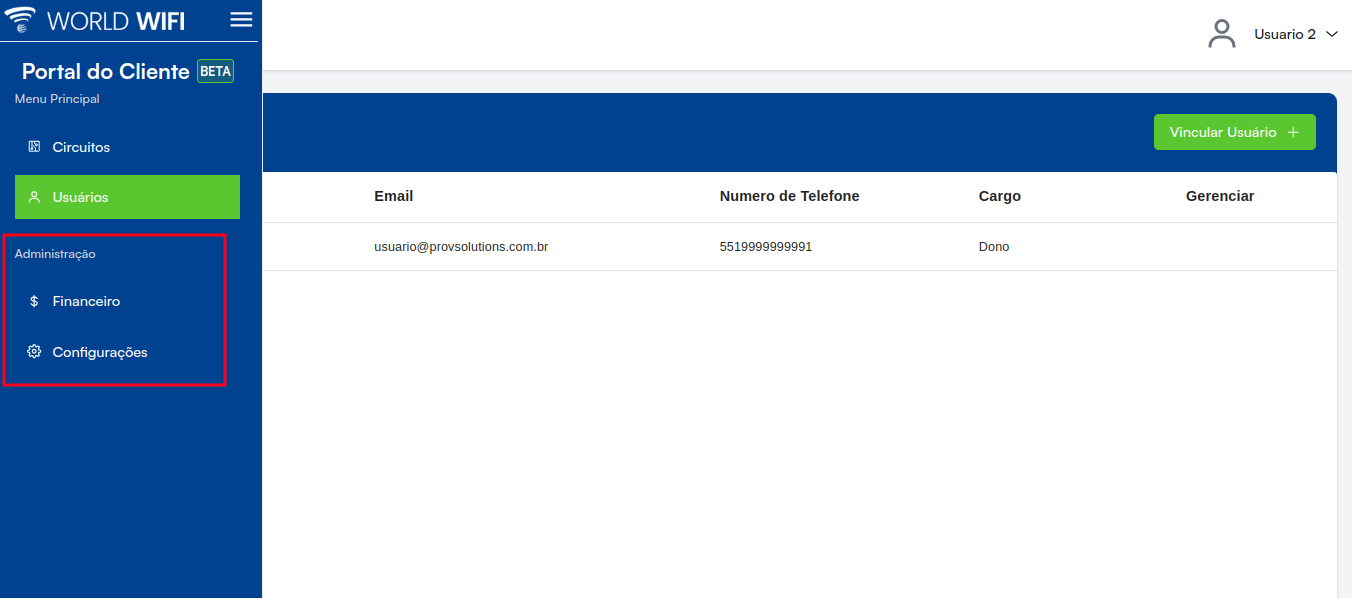 WORLD WIFI
Usuario 2
Portal do Cliente BETA
Menu Principal
Circuitos
Usuários
Administração
$ Financeiro
Configurações
Vincular Usuário +
Email Numero de Telefone Cargo Gerenciar
usuario@provsolutions.com.br 5519999999991 Dono